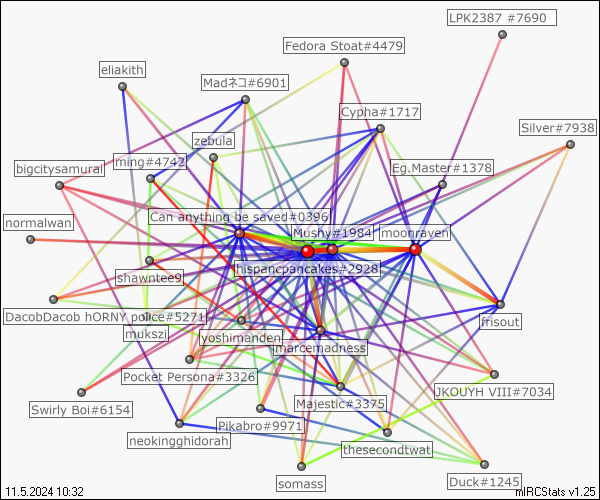 LPK2387 #7690
Fedora Stoat#4479
eliakith
Madネコ#6901
Cypha#1717
Silver#7938
zebula
ming#4742
bigcitysamurai
Eg.Master#1378
Can anything be saved#0396
normalwan
Mushy#1984
moonraven
hispancpancakes#2928
shawntee9
DacobDacob hORNY police#5271
frisout
mukszi
yoshimanden
marcemadness
Pocket Persona#3326
JKOUYH VIII#7034
Swirly Boi#6154
Majestic#3375
Pikabro#9971
neokingghidorah
thesecondtwat
somass
Duck#1245
11.5.2024 10:32
mIRCStats v1.25